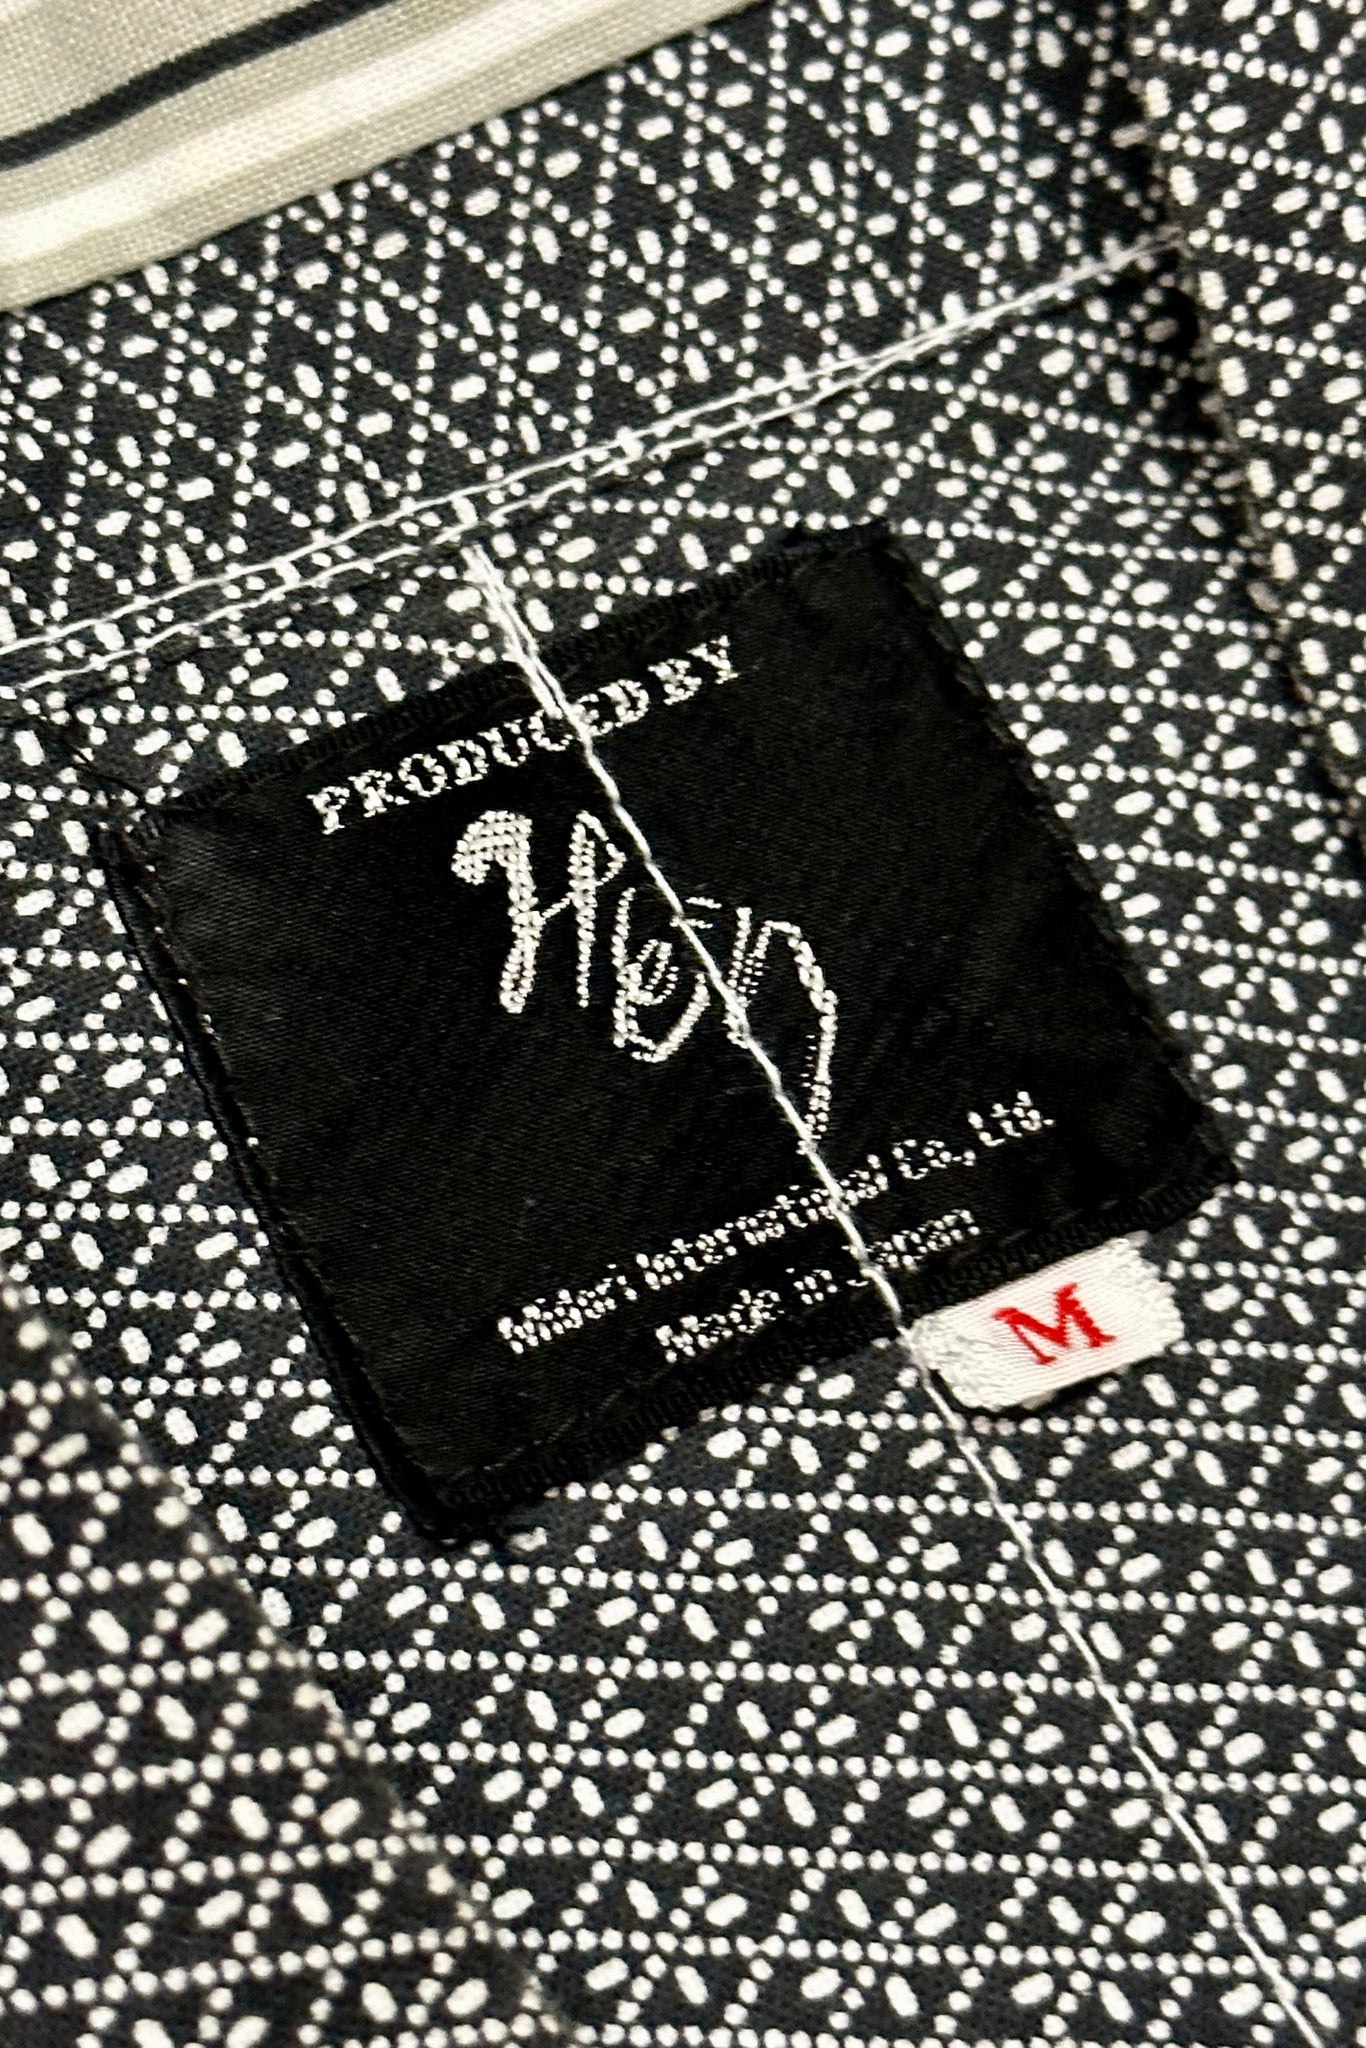 PRODUCED BY
Midori International Co., Ltd.
Made in Japan
M